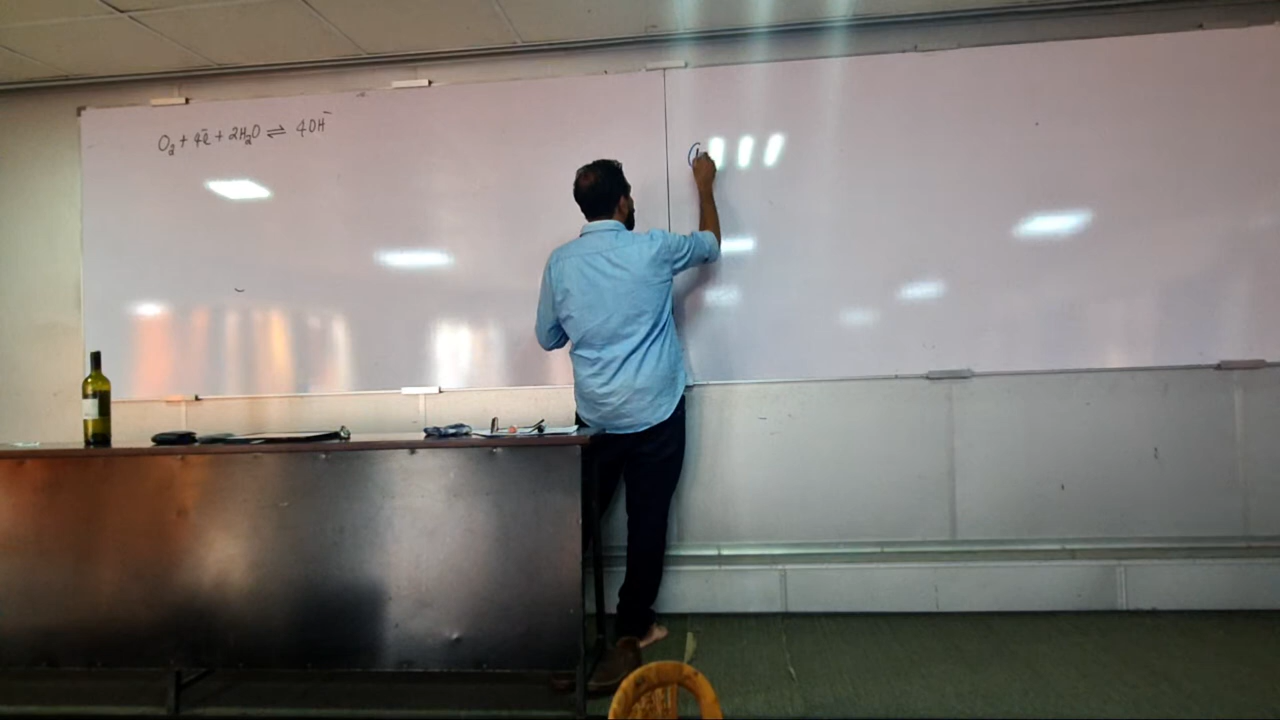 O₂ + 4e̅ + 2H₂O ⇌ 4OH⁻